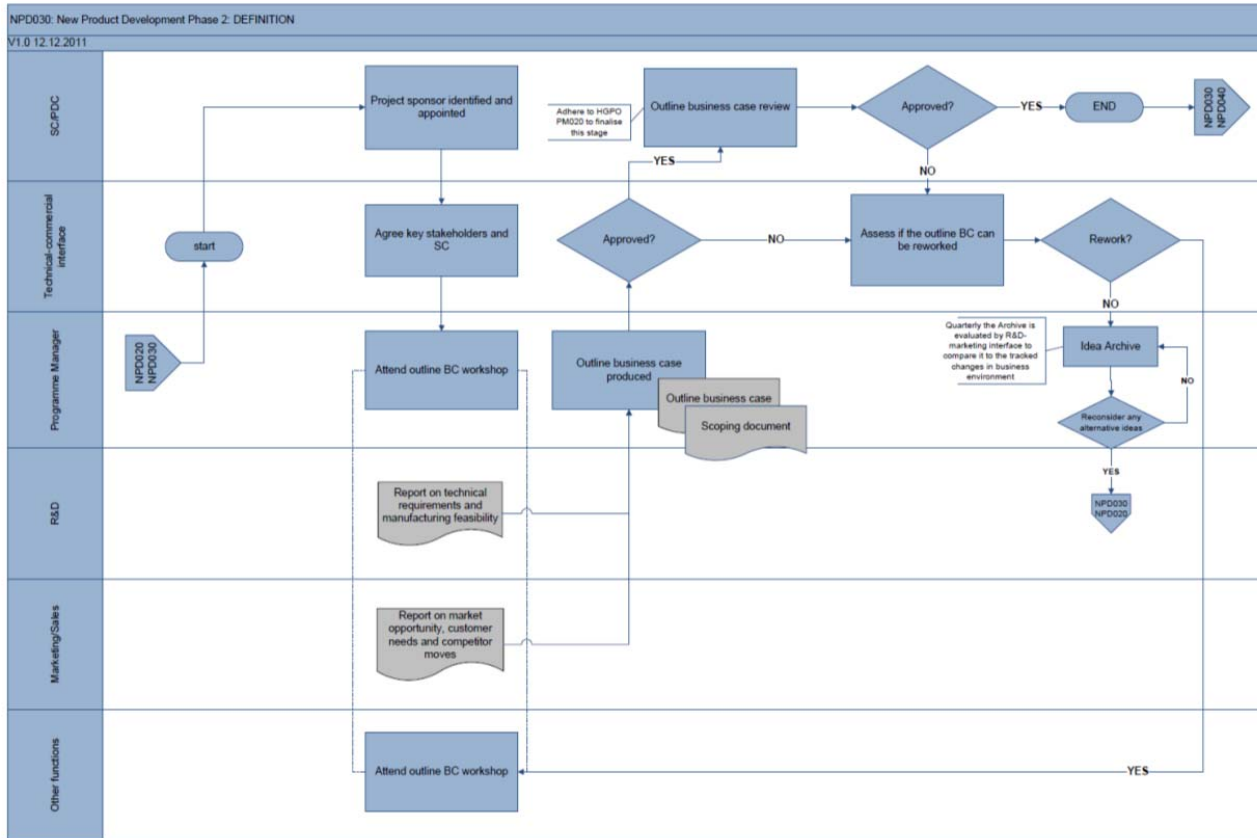 NPD030: New Product Development Phase 2: DEFINITION
V1.0 12.12.2011
SC/PDC
Project sponsor identified and
appointed
Adhere to HGPO
PM020 to finalise
this stage
Outline business case review
Approved?
YES
END
NPD030
NPD040
YES
NO
Technical-commercial
interface
start
Agree key stakeholders and
SC
Approved?
NO
Assess if the outline BC can
be reworked
Rework?
NO
Programme Manager
NPD020
NPD030
Attend outline BC workshop
Outline business case
produced
Outline business case
Scoping document
Quarterly the Archive is
evaluated by R&D-
marketing interface to
compare it to the tracked
changes in business
environment
Idea Archive
NO
Reconsider any
alternative ideas
YES
R&D
Report on technical
requirements and
manufacturing feasibility
NPD030
NPD020
Marketing/Sales
Report on market
opportunity, customer
needs and competitor
moves
Other functions
Attend outline BC workshop
YES